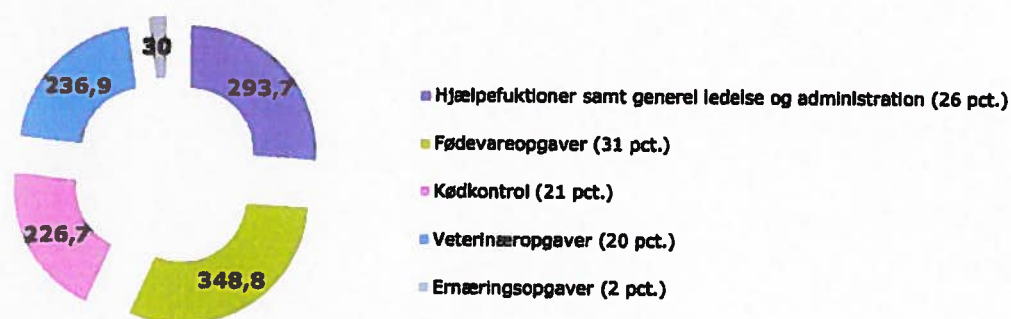 30
236,9
293,7
226,7
348,8
Hjælpefuktioner samt generel ledelse og administration (26 pct.)
Fødevareopgaver (31 pct.)
Kødkontrol (21 pct.)
Veterinæropgaver (20 pct.)
Ernæringsopgaver (2 pct.)